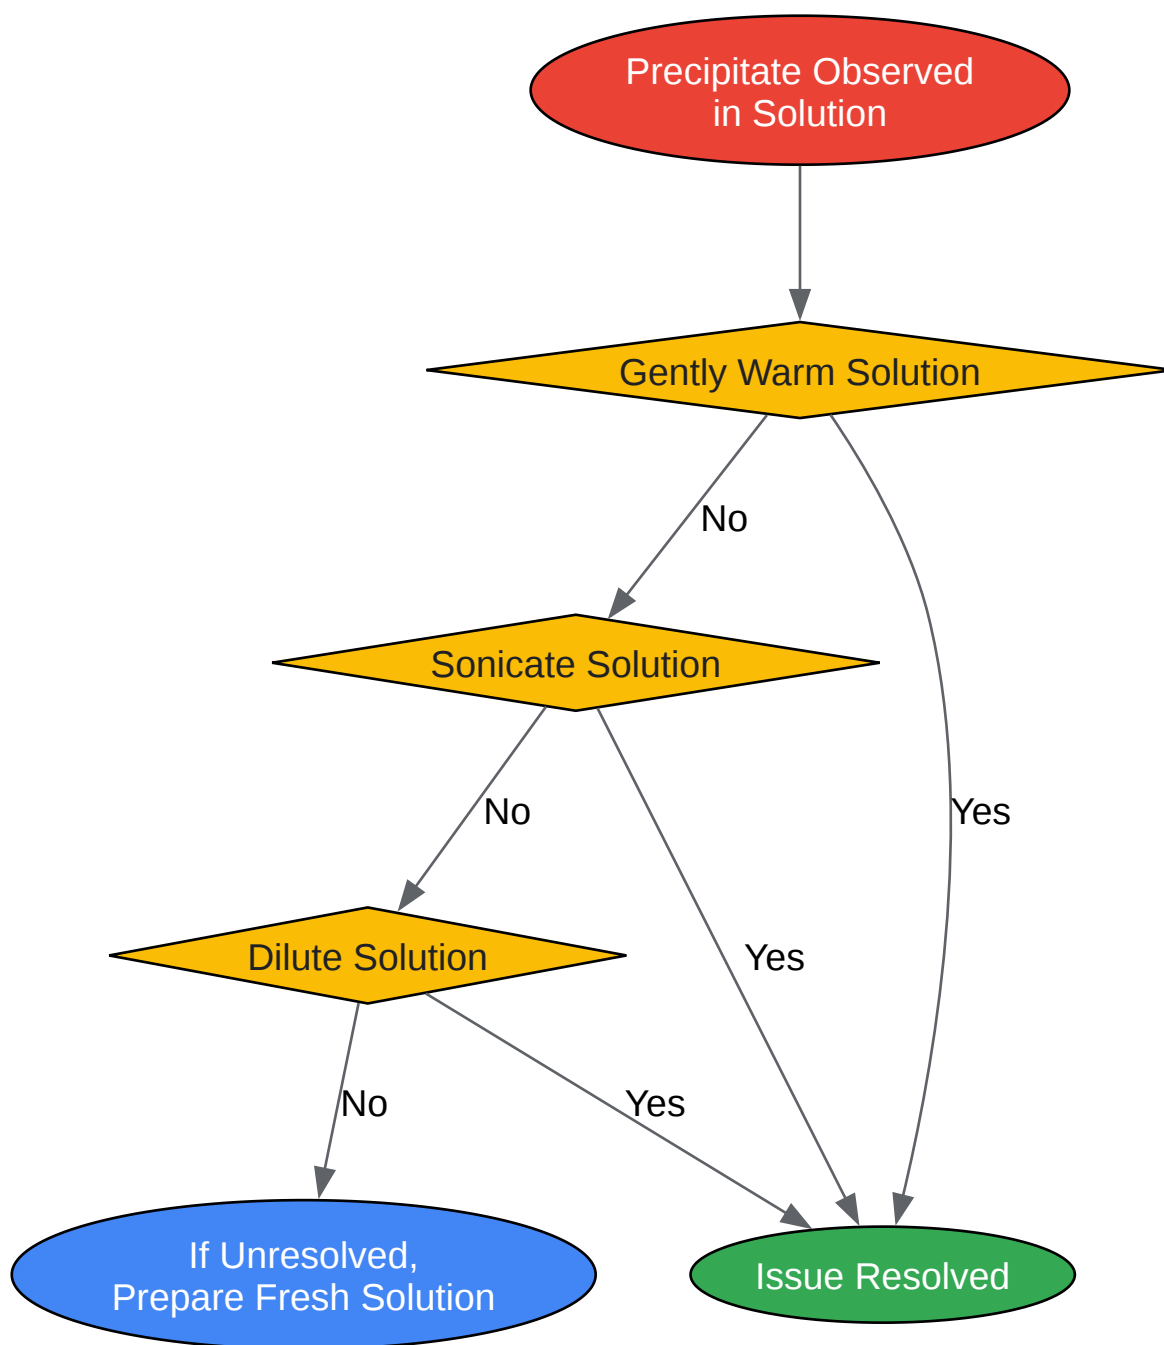 Precipitate Observed
in Solution
Gently Warm Solution
No
Sonicate Solution
No
Yes
Dilute Solution
Yes
No
Yes
If Unresolved,
Prepare Fresh Solution
Issue Resolved